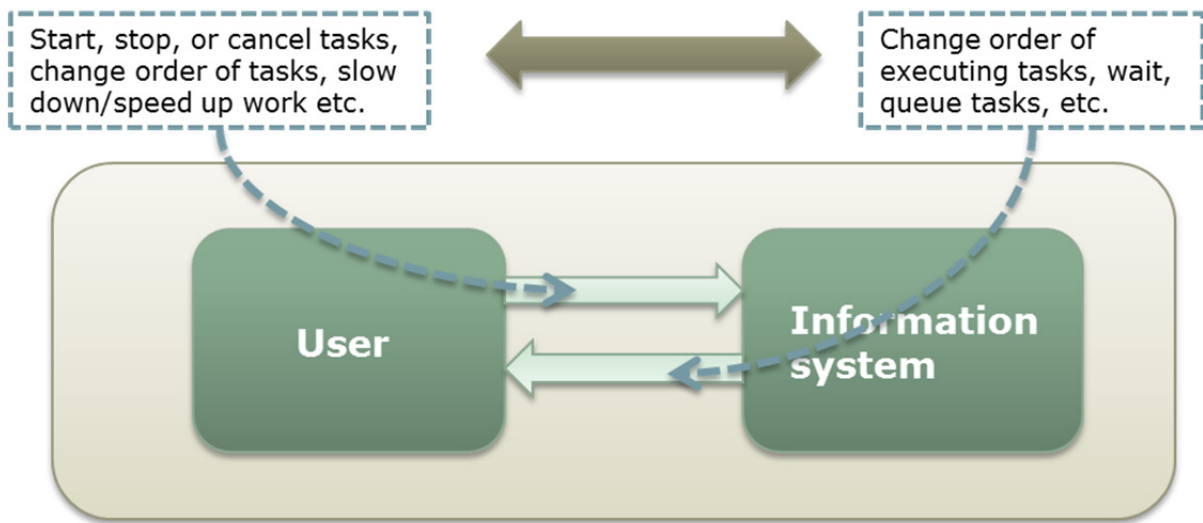 Start, stop, or cancel tasks,
change order of tasks, slow
down/speed up work etc.
Change order of
executing tasks, wait,
queue tasks, etc.
User
Information
system